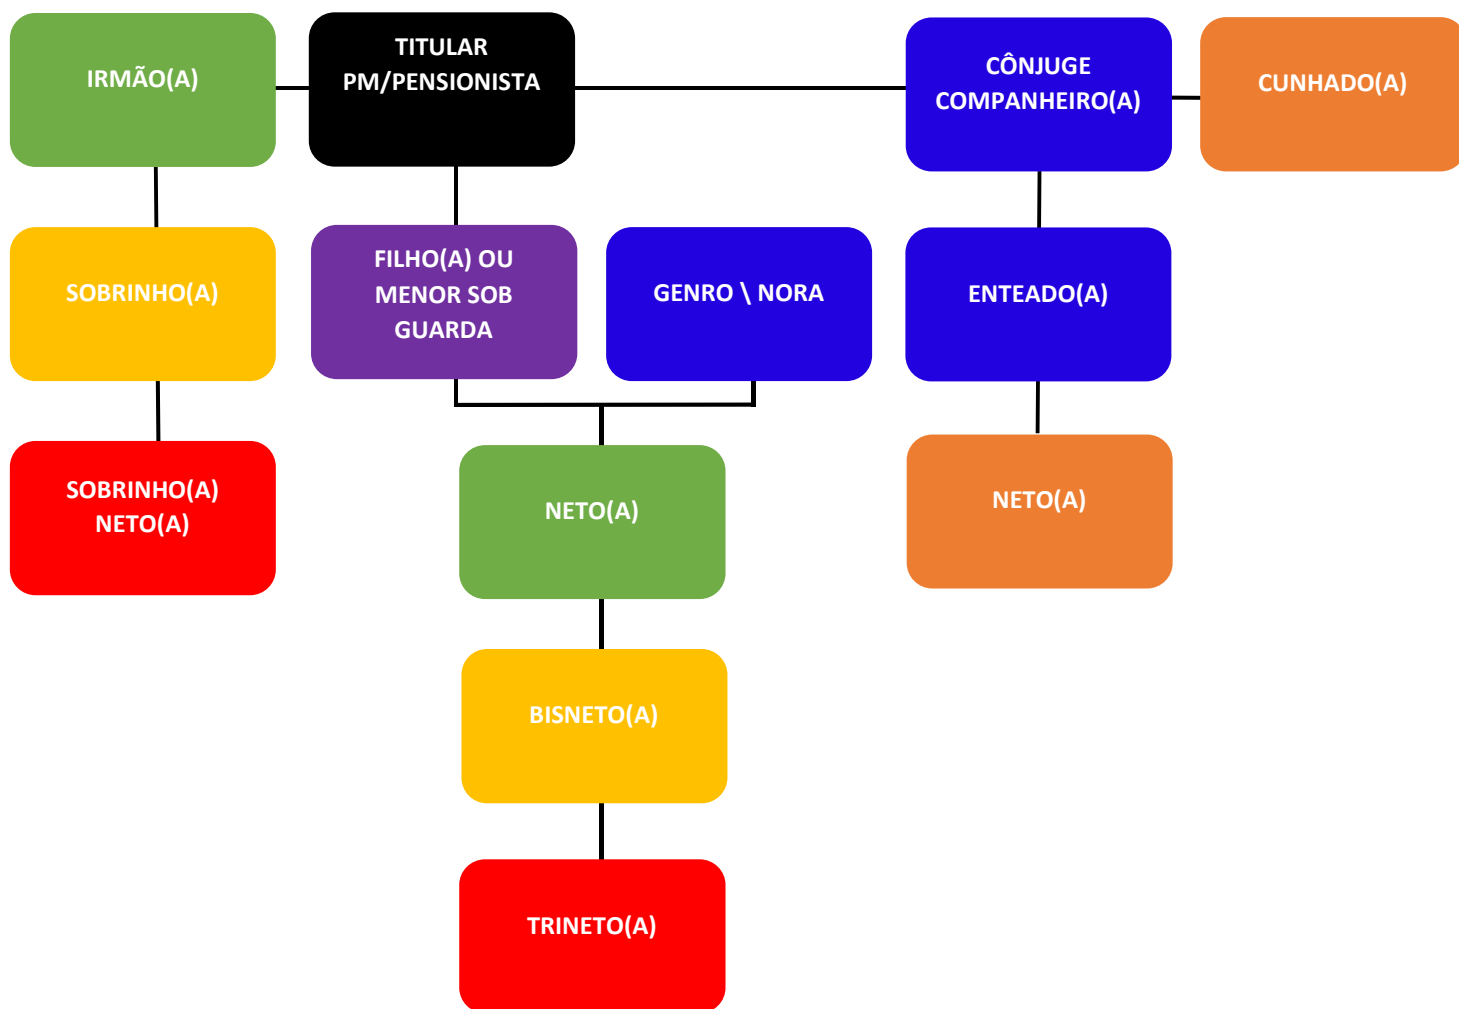 IRMÃO(A)
TITULAR
PM/PENSIONISTA
CÔNJUGE
COMPANHEIRO(A)
CUNHADO(A)
SOBRINHO(A)
FILHO(A) OU
MENOR SOB
GUARDA
GENRO \ NORA
ENTEADO(A)
SOBRINHO(A)
NETO(A)
NETO(A)
NETO(A)
BISNETO(A)
TRINETO(A)